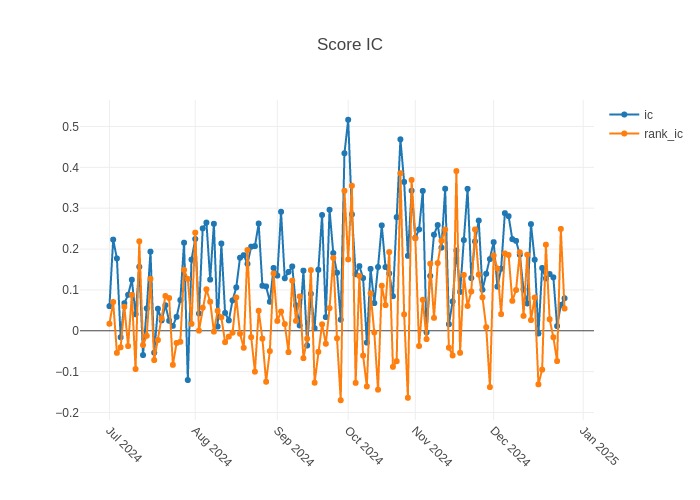 Score IC
ic
rank_ic
0.5
0.4
0.3
0.2
0.1
0
−0.1
−0.2
Jul 2024
Aug 2024
Sep 2024
Oct 2024
Nov 2024
Dec 2024
Jan 2025